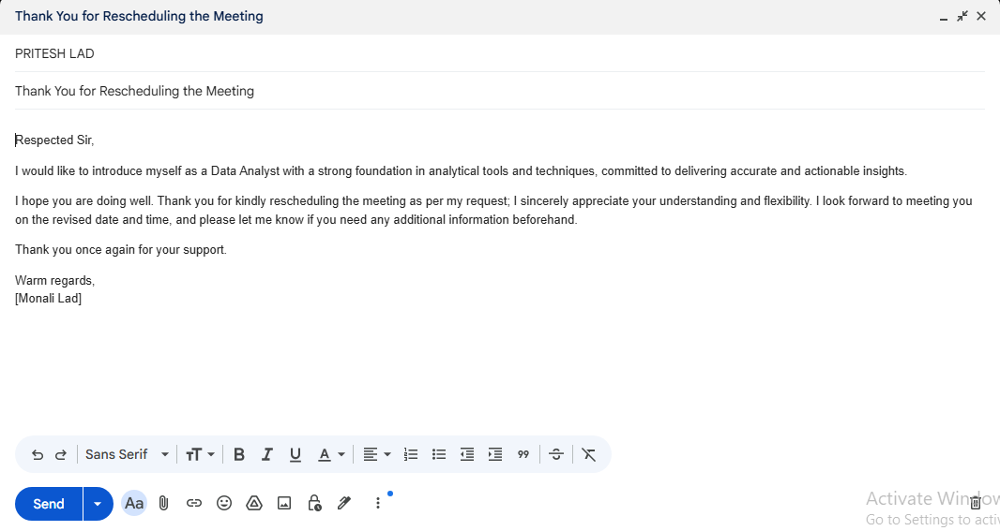 Thank You for Rescheduling the Meeting
PRITESH LAD
Thank You for Rescheduling the Meeting
Respected Sir,
I would like to introduce myself as a Data Analyst with a strong foundation in analytical tools and techniques, committed to delivering accurate and actionable insights.
I hope you are doing well. Thank you for kindly rescheduling the meeting as per my request; I sincerely appreciate your understanding and flexibility. I look forward to meeting you
on the revised date and time, and please let me know if you need any additional information beforehand.
Thank you once again for your support.
Warm regards,
[Monali Lad]
Sans Serif
B I U A
Send Aa
Activate Window
Go to Settings to activ